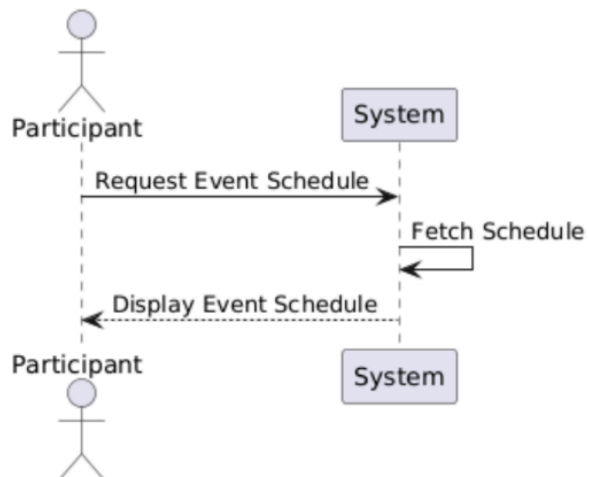 Participant
System
Request Event Schedule
Fetch Schedule
Display Event Schedule
Participant
System